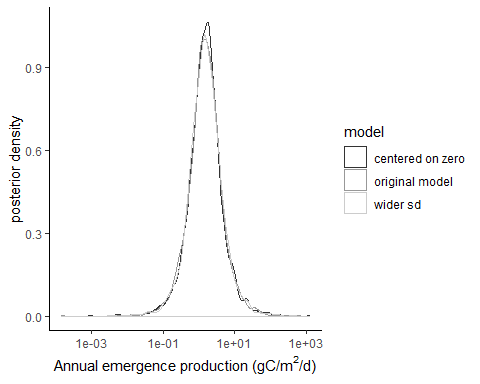 0.9
0.6
0.3
0.0
posterior density
1e-03 1e-01 1e+01 1e+03
Annual emergence production (gC/m²/d)
model
centered on zero
original model
wider sd